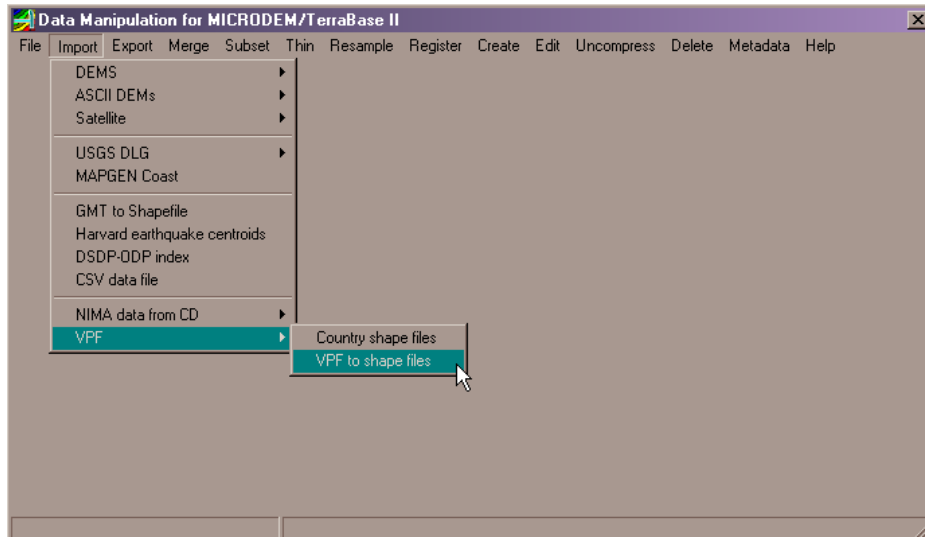 Data Manipulation for MICRODEM/TerraBase II
File Import Export Merge Subset Thin Resample Register Create Edit Uncompress Delete Metadata Help
DEMS
ASCII DEMs
Satellite
USGS DLG
MAPGEN Coast
GMT to Shapefile
Harvard earthquake centroids
DSDP-ODP index
CSV data file
NIMA data from CD
VPF
Country shape files
VPF to shape files